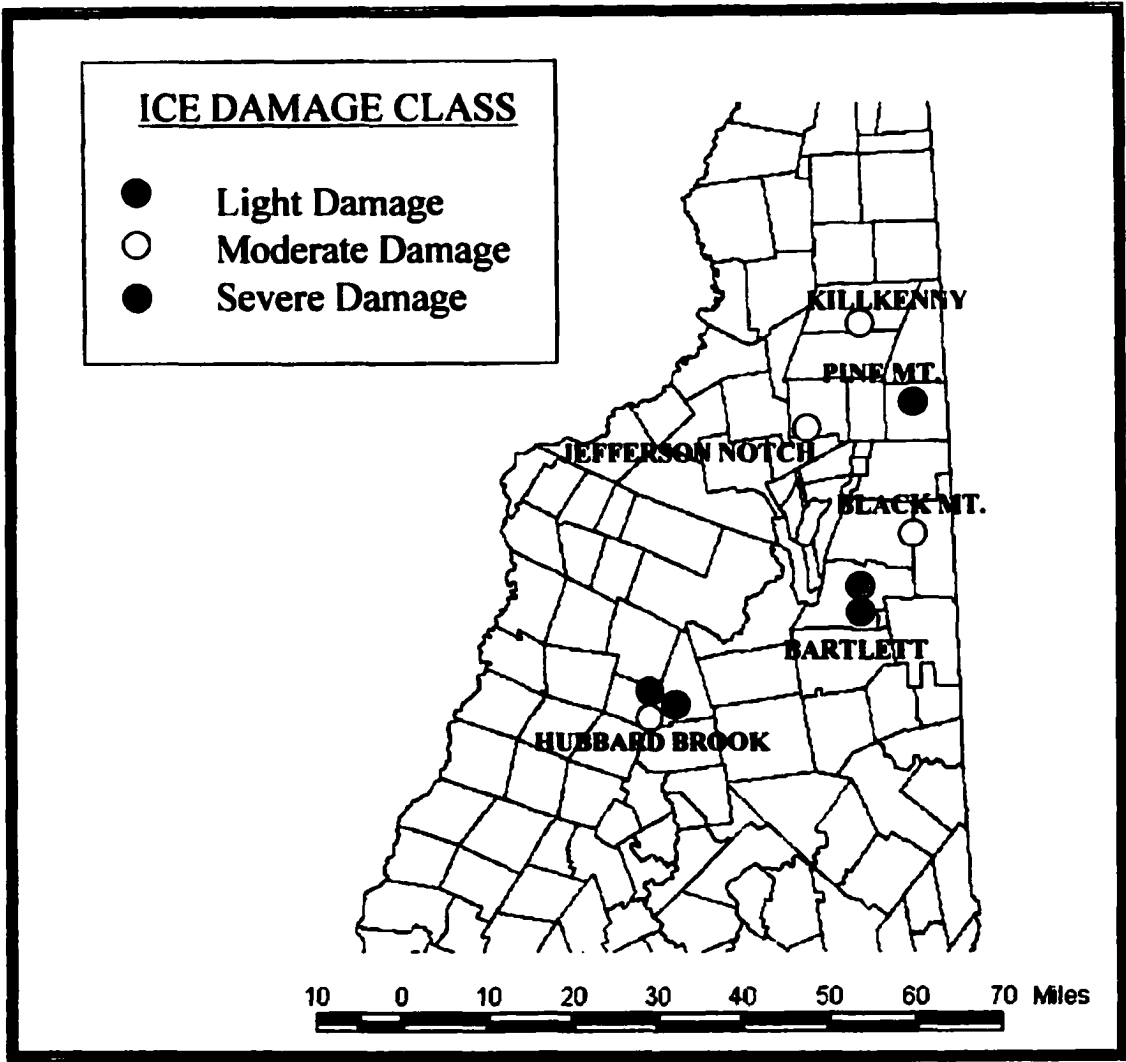 ICE DAMAGE CLASS
Light Damage
Moderate Damage
Severe Damage
KILLKENNY
PINE MT.
JEFFERSON NOTCH
BLACK MT.
BARTLETT
HUBBARD BROOK
10 0 10 20 30 40 50 60 70 Miles